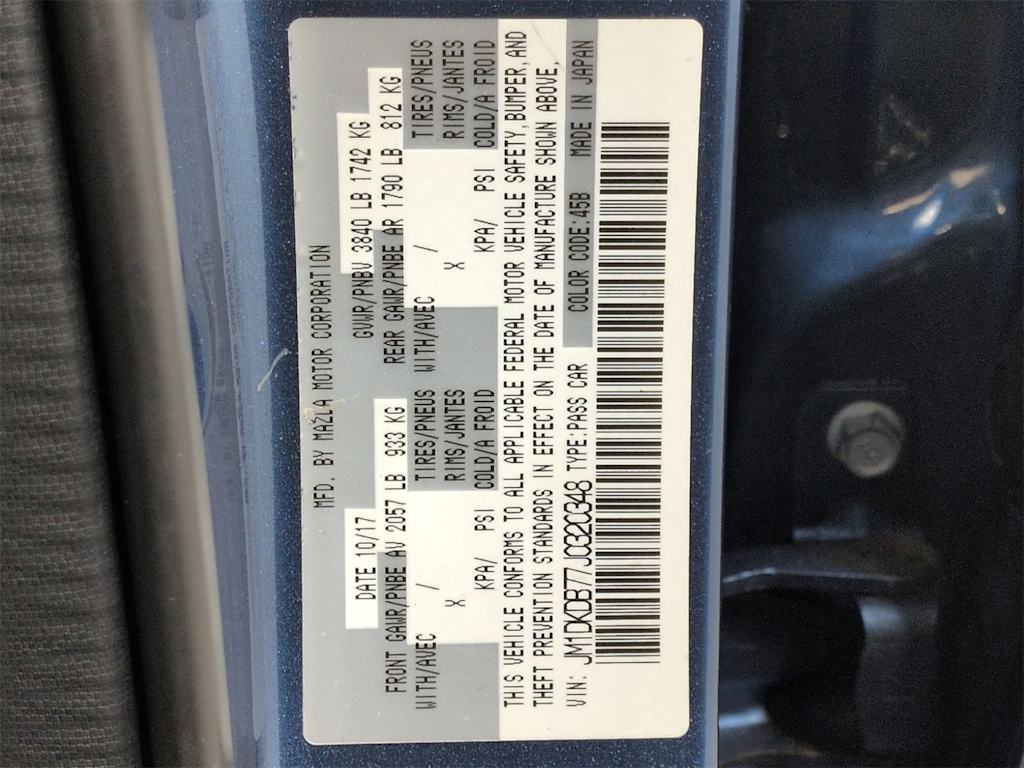 MFD. BY MAZDA MOTOR CORPORATION
DATE 10/17 GVWR/PNBV 3840 LB 1742 KG
FRONT GAWR/PNBE AV 2057 LB 933 KG REAR GAWR/PNBE AR 1790 LB 812 KG
WITH/AVEC / TIRES/PNEUS WITH/AVEC / TIRES/PNEUS
X RIMS/JANTES X RIMS/JANTES
KPA/ PSI COLD/A FROID KPA/ PSI COLD/A FROID
THIS VEHICLE CONFORMS TO ALL APPLICABLE FEDERAL MOTOR VEHICLE SAFETY, BUMPER, AND
THEFT PREVENTION STANDARDS IN EFFECT ON THE DATE OF MANUFACTURE SHOWN ABOVE.
VIN: JM1DKDB77J0320348 TYPE:PASS CAR COLOR CODE:45B MADE IN JAPAN